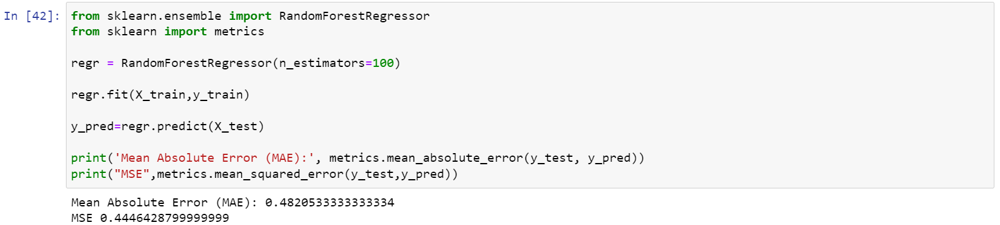 In [42]: from sklearn.ensemble import RandomForestRegressor
from sklearn import metrics
regr = RandomForestRegressor(n_estimators=100)
regr.fit(X_train,y_train)
y_pred=regr.predict(X_test)
print('Mean Absolute Error (MAE):', metrics.mean_absolute_error(y_test, y_pred))
print("MSE",metrics.mean_squared_error(y_test,y_pred))
Mean Absolute Error (MAE): 0.4820533333333334
MSE 0.4446428799999999